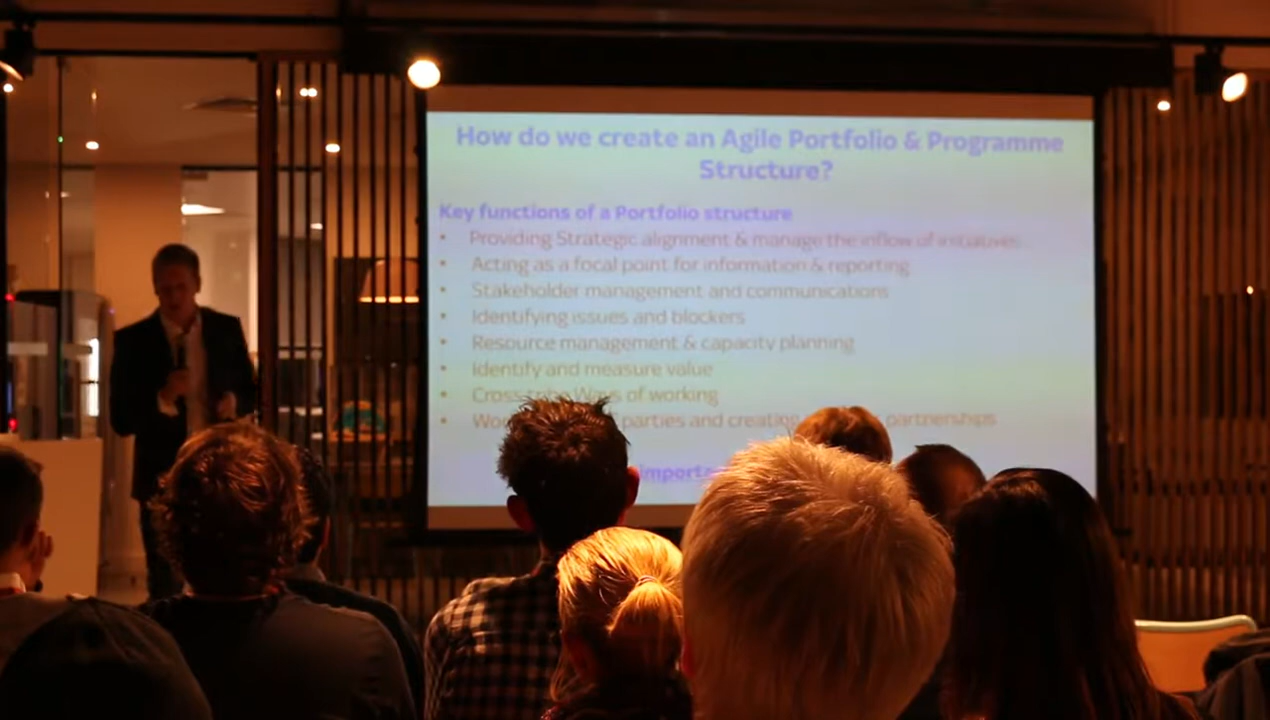 How do we create an Agile Portfolio & Programme
Structure?
Key functions of a Portfolio structure
• Providing Strategic alignment & manage the inflow of initiatives
• Acting as a focal point for information & reporting
• Stakeholder management and communications
• Identifying issues and blockers
• Resource management & capacity planning
• Identify and measure value
• Cross tribe Ways of working
• parties and creating partnerships